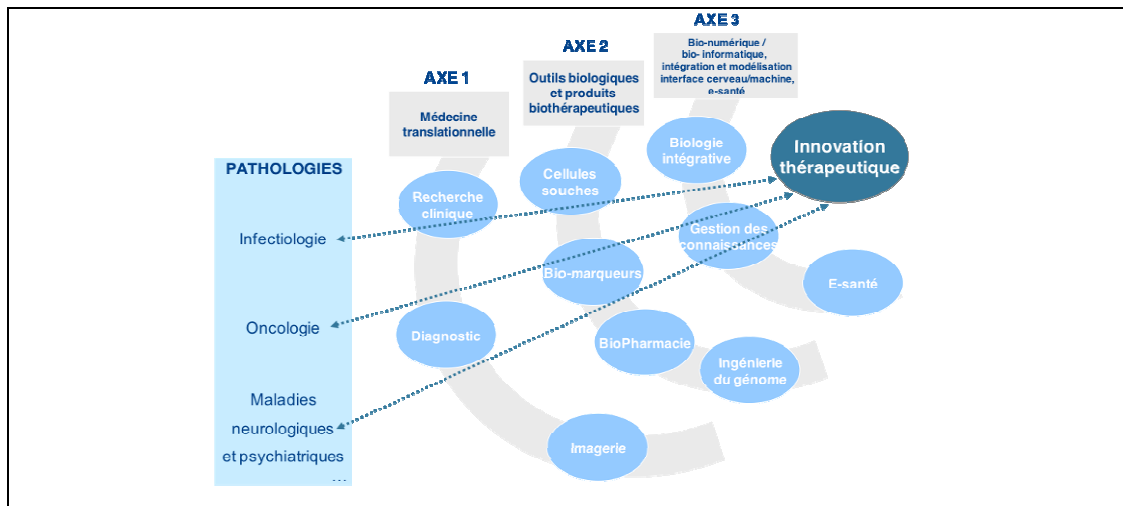 AXE 1
Médecine
translationnelle
AXE 2
Outils biologiques
et produits
biothérapeutiques
AXE 3
Bio-numérique /
bio- informatique,
intégration et modélisation
interface cerveau/machine,
e-santé
PATHOLOGIES
Infectiologie
Oncologie
Maladies
neurologiques
et psychiatriques
...
Recherche
clinique
Diagnostic
Imagerie
Cellules
souches
Bio-marqueurs
BioPharmacie
Ingénierie
du génome
Biologie
intégrative
Gestion des
connaissances
E-santé
Innovation
thérapeutique